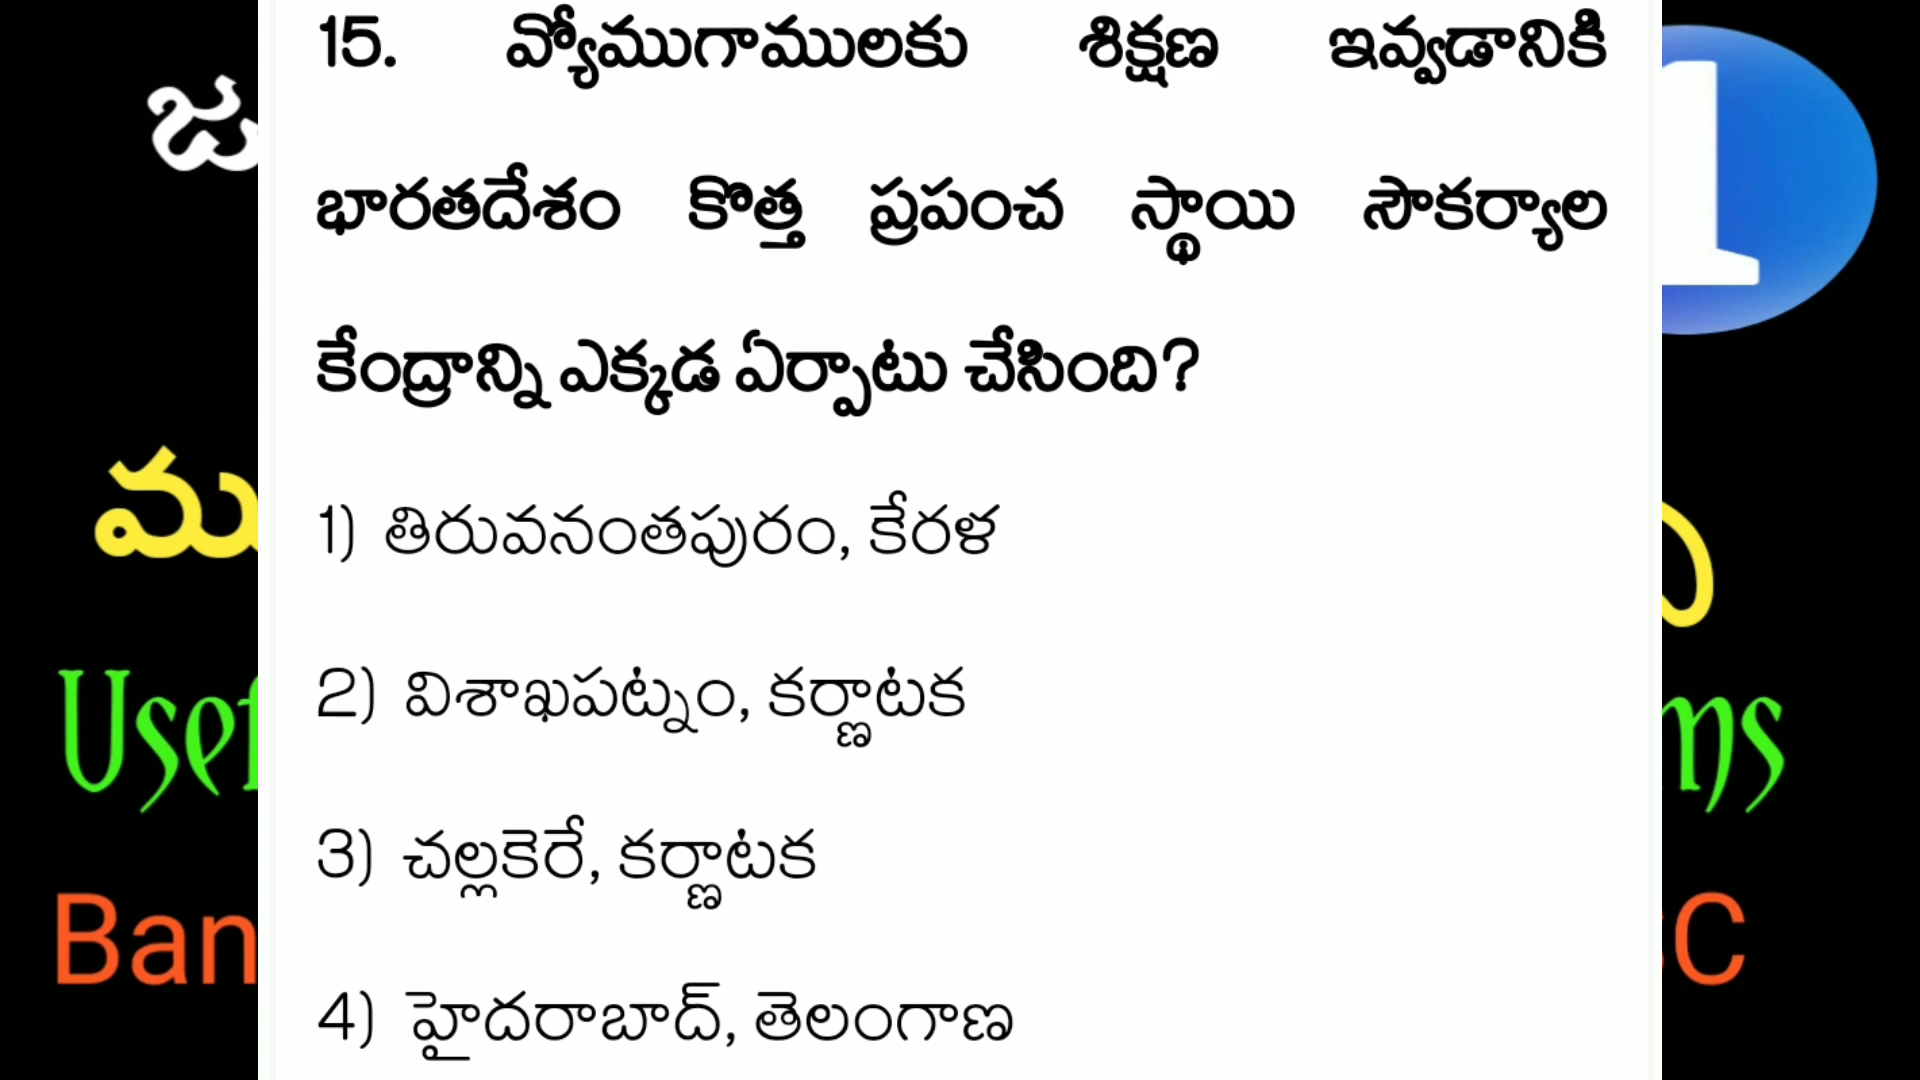 15. వ్యోముగాములకు శిక్షణ ఇవ్వడానికి
భారతదేశం కొత్త ప్రపంచ స్థాయి సౌకర్యాల
కేంద్రాన్ని ఎక్కడ ఏర్పాటు చేసింది?
1) తిరువనంతపురం, కేరళ
2) విశాఖపట్నం, కర్ణాటక
3) చల్లకెరే, కర్ణాటక
4) హైదరాబాద్, తెలంగాణ
1